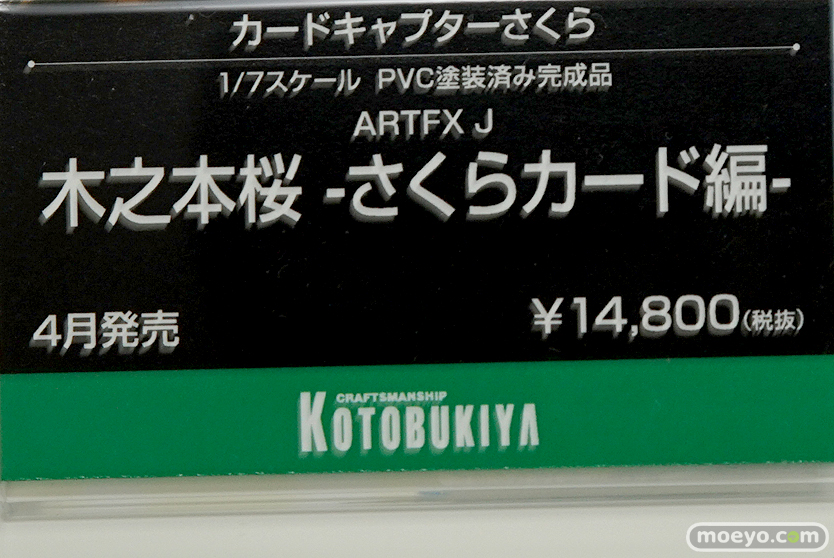 カードキャプターさくら
1/7スケール PVC塗装済み完成品
ARTFX J
木之本桜 -さくらカード編-
4月発売
¥14,800(税抜)
CRAFTSMANSHIP
KOTOBUKIYA
moeyo.com